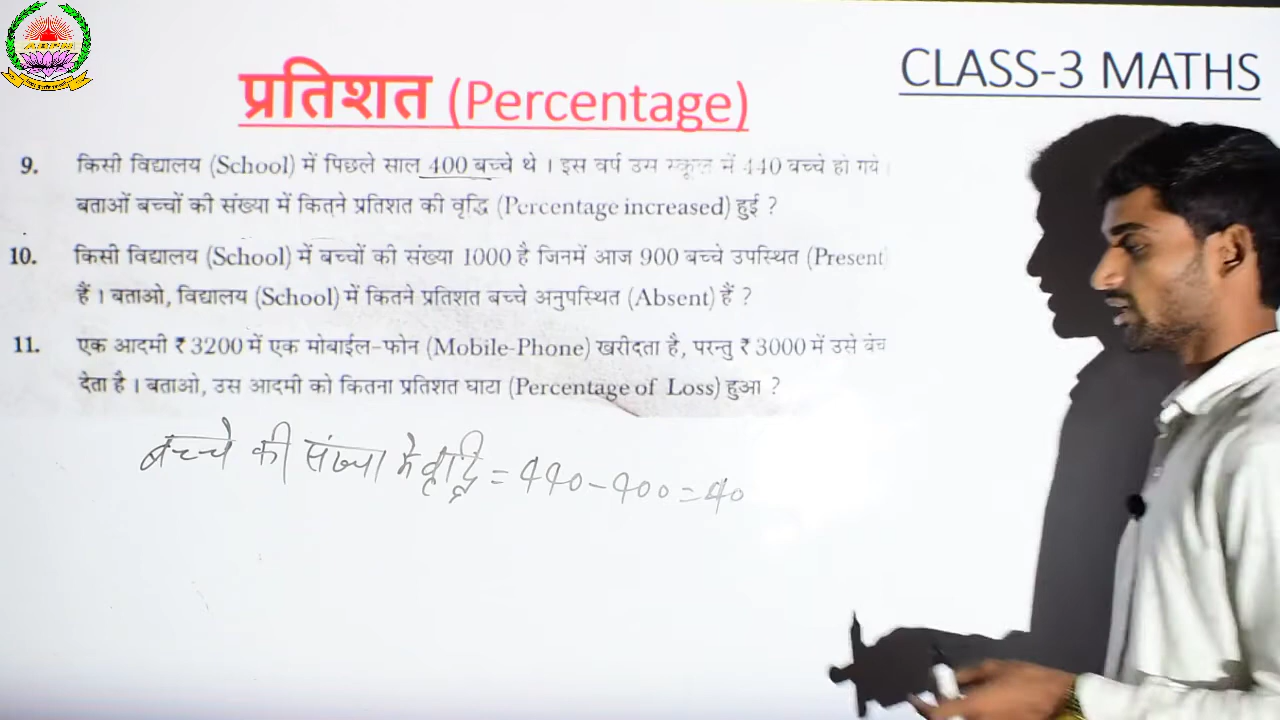 CLASS-3 MATHS
प्रतिशत (Percentage)
9. किसी विद्यालय (School) में पिछले साल 400 बच्चे थे । इस वर्ष उस स्कूल में 440 बच्चे हो गये ।
बताओं बच्चों की संख्या में कितने प्रतिशत की वृद्धि (Percentage increased) हुई ?
10. किसी विद्यालय (School) में बच्चों की संख्या 1000 है जिनमें आज 900 बच्चे उपस्थित (Present
हैं । बताओ, विद्यालय (School) में कितने प्रतिशत बच्चे अनुपस्थित (Absent) हैं ?
11. एक आदमी ₹ 3200 में एक मोबाईल-फोन (Mobile-Phone) खरीदता है, परन्तु ₹ 3000 में उसे बेच
देता है । बताओ, उस आदमी को कितना प्रतिशत घाटा (Percentage of Loss) हुआ ?
बच्चे की संख्या मे वृद्धि = 440 - 400 = 40